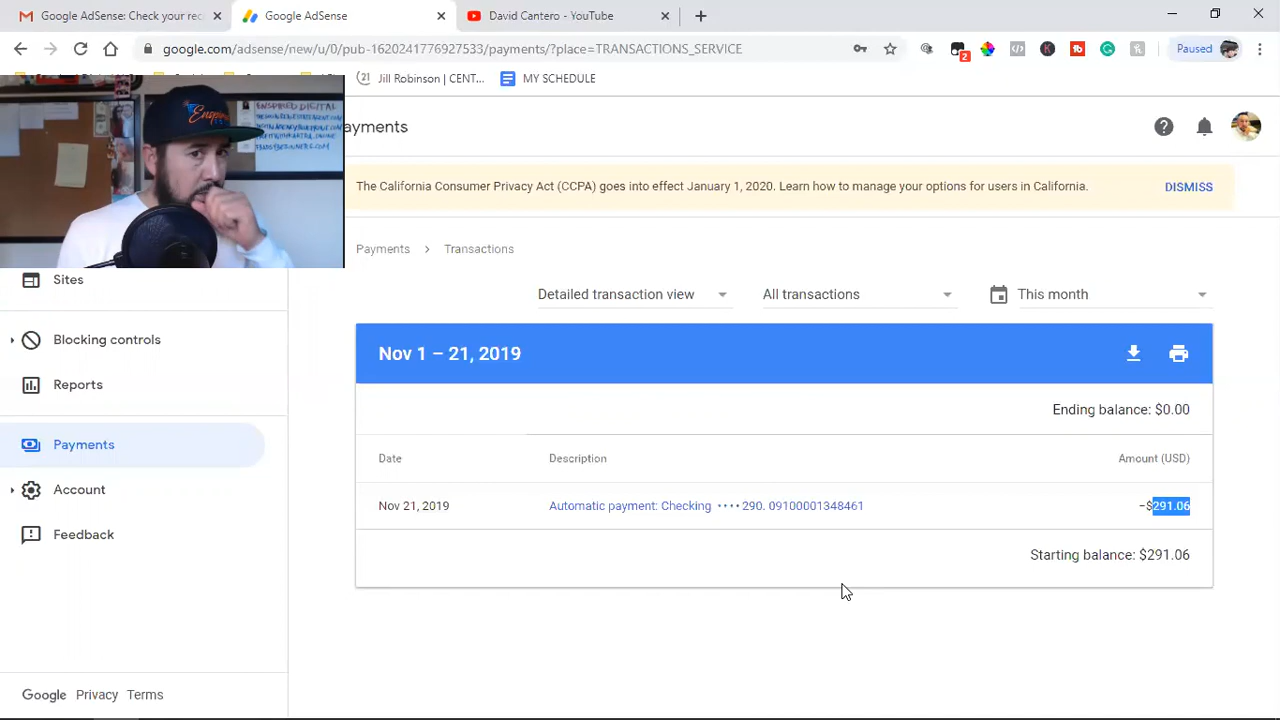 Google AdSense: Check your rec
Google AdSense
David Cantero - YouTube
google.com/adsense/new/u/0/pub-1620241776927533/payments/?place=TRANSACTIONS_SERVICE
2
Paused
21 Jill Robinson | CENT...
MY SCHEDULE
ENSPIRED DIGITAL
ayments
The California Consumer Privacy Act (CCPA) goes into effect January 1, 2020. Learn how to manage your options for users in California.
DISMISS
Payments > Transactions
Sites
Detailed transaction view
All transactions
This month
Blocking controls
Nov 1 – 21, 2019
Reports
Ending balance: $0.00
Payments
Date Description Amount (USD)
Account
Nov 21, 2019 Automatic payment: Checking •••• 290. 09100001348461 −$291.06
Feedback
Starting balance: $291.06
Google Privacy Terms